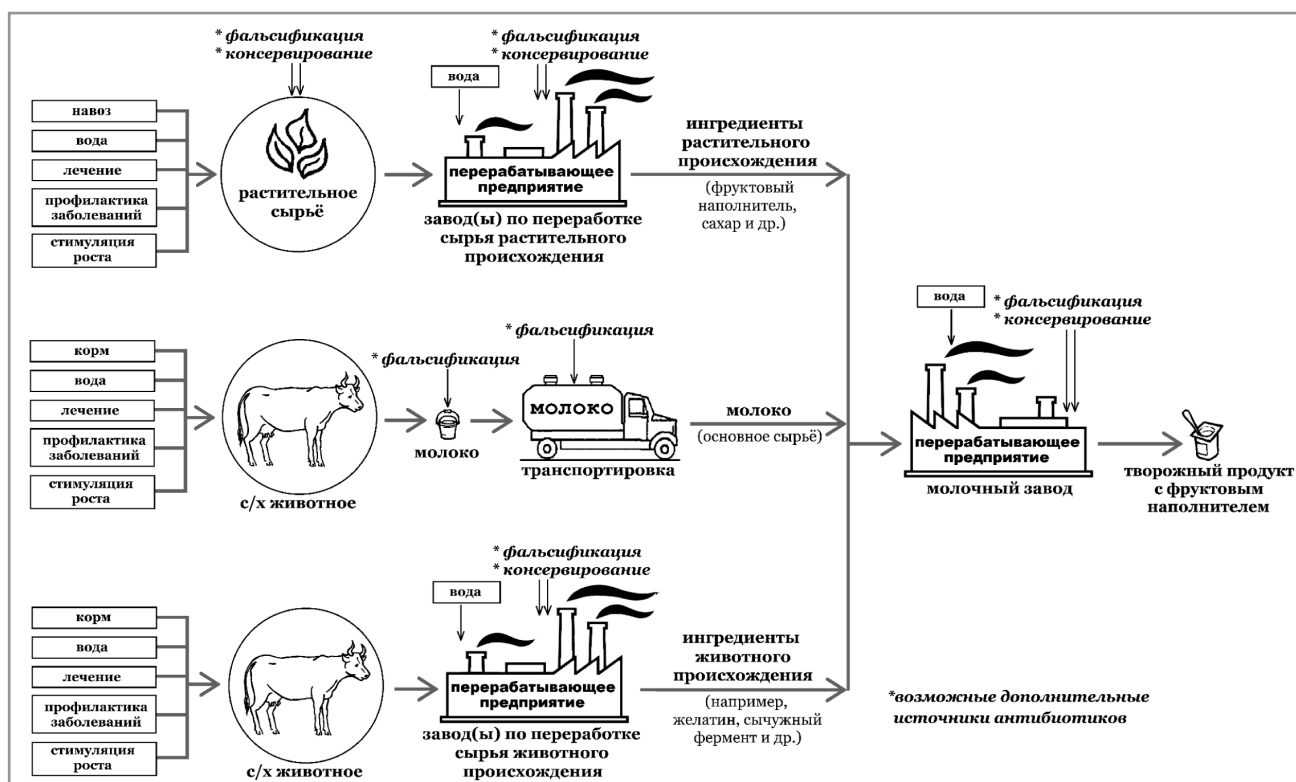 * фальсификация
* консервирование
навоз
вода
лечение
профилактика
заболеваний
стимуляция
роста
растительное
сырьё
* фальсификация
* консервирование
вода
перерабатывающее
предприятие
завод(ы) по переработке
сырья растительного
происхождения
ингредиенты
растительного
происхождения
(фруктовый
наполнитель,
сахар и др.)
корм
вода
лечение
профилактика
заболеваний
стимуляция
роста
с/х животное
* фальсификация
молоко
* фальсификация
МОЛОКО
транспортировка
молоко
(основное сырьё)
вода
* фальсификация
* консервирование
перерабатывающее
предприятие
молочный завод
творожный продукт
с фруктовым
наполнителем
корм
вода
лечение
профилактика
заболеваний
стимуляция
роста
с/х животное
* фальсификация
* консервирование
вода
перерабатывающее
предприятие
завод(ы) по переработке
сырья животного
происхождения
ингредиенты
животного
происхождения
(например,
желатин, сычужный
фермент и др.)
*возможные дополнительные
источники антибиотиков